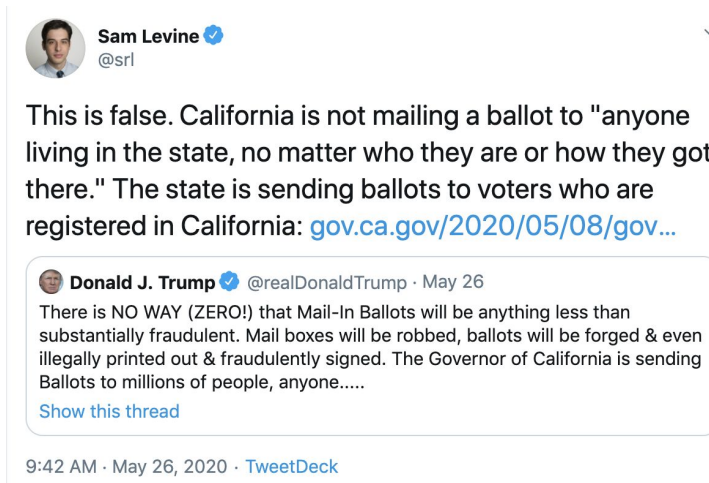 Sam Levine
@srl
This is false. California is not mailing a ballot to "anyone
living in the state, no matter who they are or how they got
there." The state is sending ballots to voters who are
registered in California: gov.ca.gov/2020/05/08/gov...
Donald J. Trump @realDonaldTrump · May 26
There is NO WAY (ZERO!) that Mail-In Ballots will be anything less than
substantially fraudulent. Mail boxes will be robbed, ballots will be forged & even
illegally printed out & fraudulently signed. The Governor of California is sending
Ballots to millions of people, anyone.....
Show this thread
9:42 AM · May 26, 2020 · TweetDeck